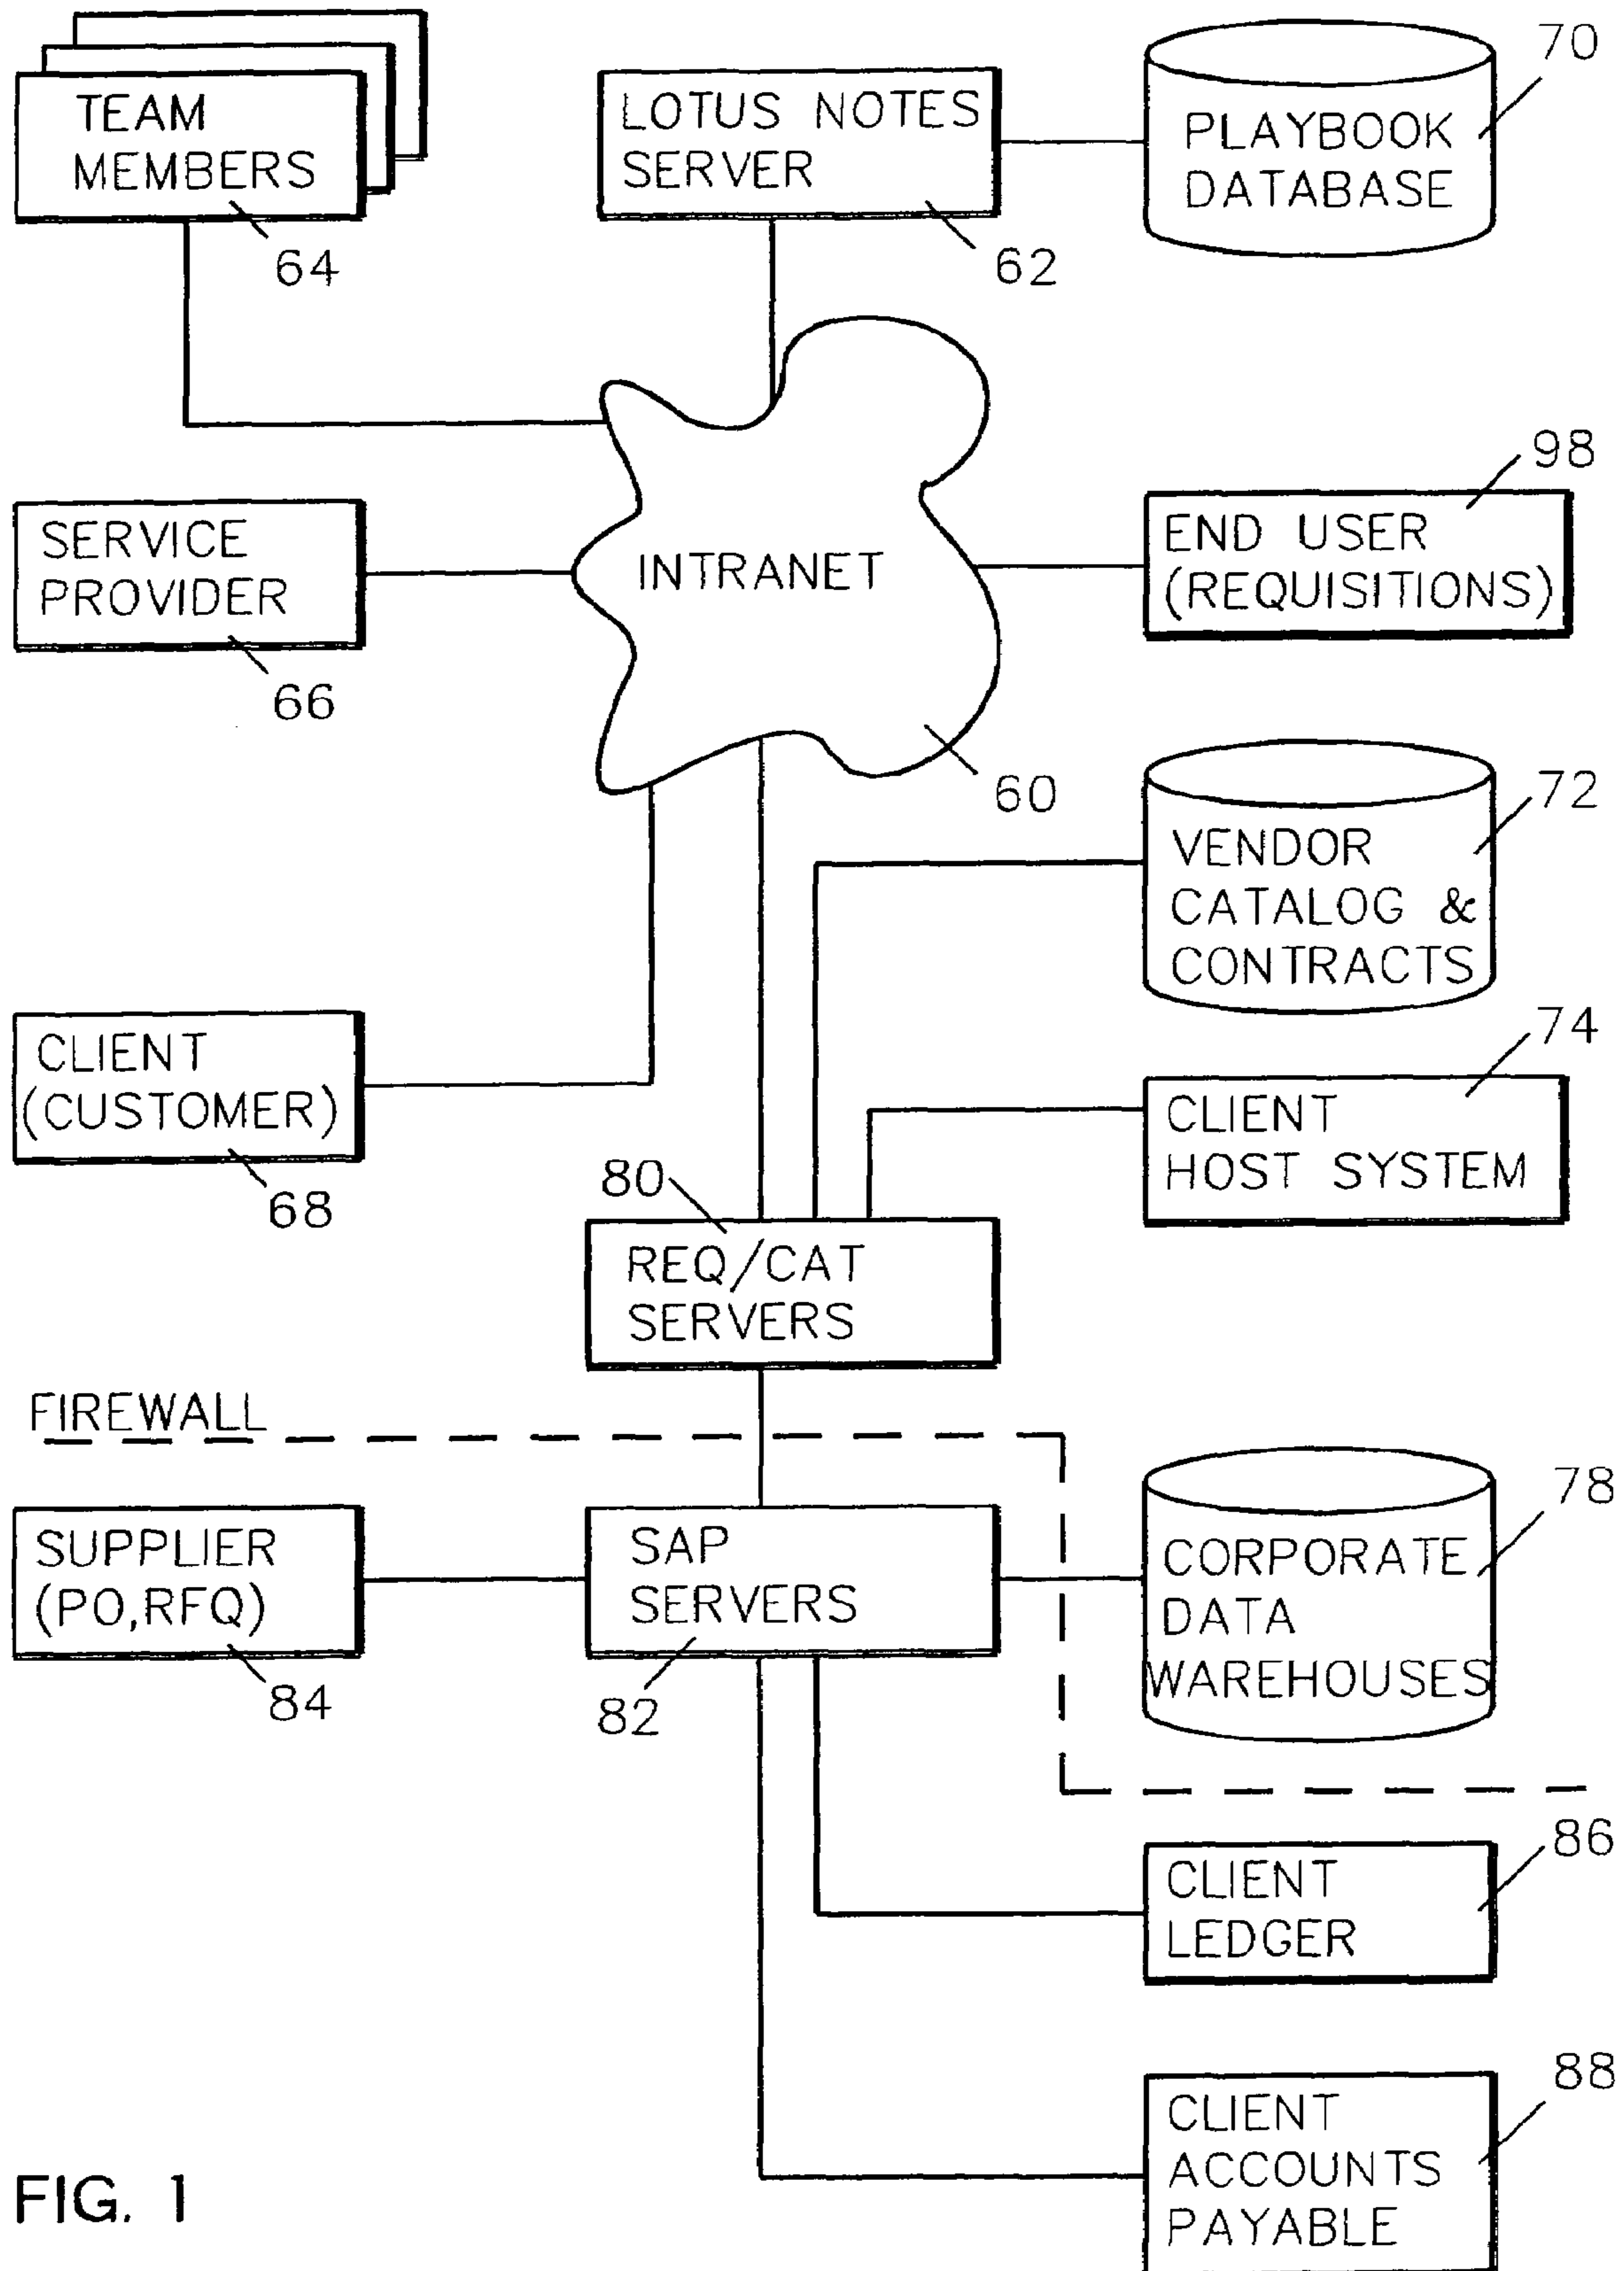 TEAM
MEMBERS
64
LOTUS NOTES
SERVER
62
PLAYBOOK
DATABASE
70
SERVICE
PROVIDER
66
INTRANET
60
END USER
(REQUISITIONS)
98
VENDOR
CATALOG &
CONTRACTS
72
CLIENT
(CUSTOMER)
68
CLIENT
HOST SYSTEM
74
80
REQ/CAT
SERVERS
FIREWALL
SUPPLIER
(PO,RFQ)
84
SAP
SERVERS
82
CORPORATE
DATA
WAREHOUSES
78
CLIENT
LEDGER
86
CLIENT
ACCOUNTS
PAYABLE
88
FIG. 1